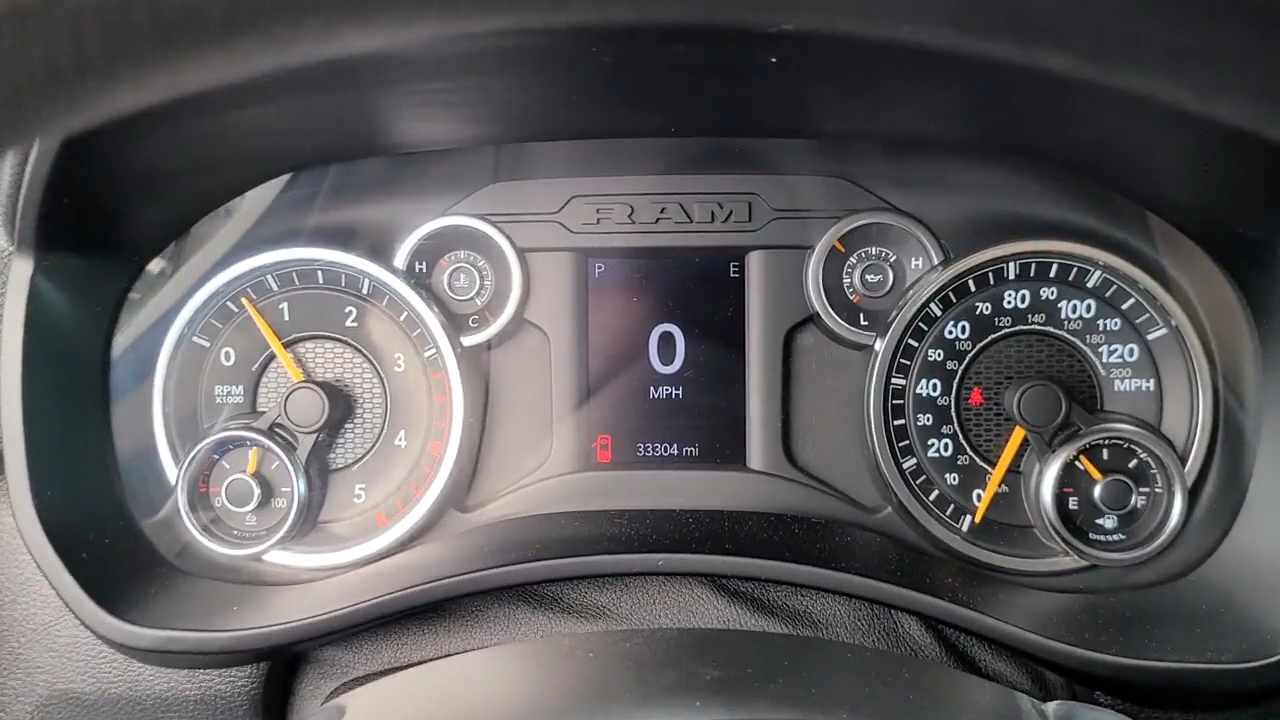 RAM
P E
0
MPH
33304 mi
H
C
H
L
0 1 2 3 4 5
RPM
X1000
0 100
DEF
0 10 20 30 40 50 60 70 80 90 100 110 120
MPH
20 40 60 80 100 120 140 160 180 200
E F
DIESEL